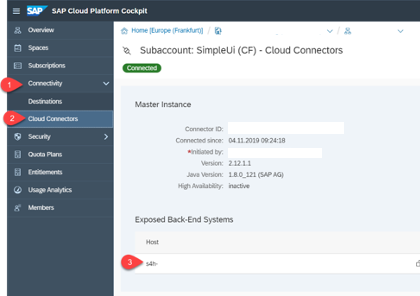 SAP SAP Cloud Platform Cockpit
Overview
Spaces
Subscriptions
1 Connectivity
Destinations
2 Cloud Connectors
Security
Quota Plans
Entitlements
Usage Analytics
Members
Home [Europe (Frankfurt)] / /
Subaccount: SimpleUi (CF) - Cloud Connectors
Connected
Master Instance
Connector ID:
Connected since: 04.11.2019 09:24:18
*Initiated by:
Version: 2.12.1.1
Java Version: 1.8.0_121 (SAP AG)
High Availability: inactive
Exposed Back-End Systems
Host
3 s4h-